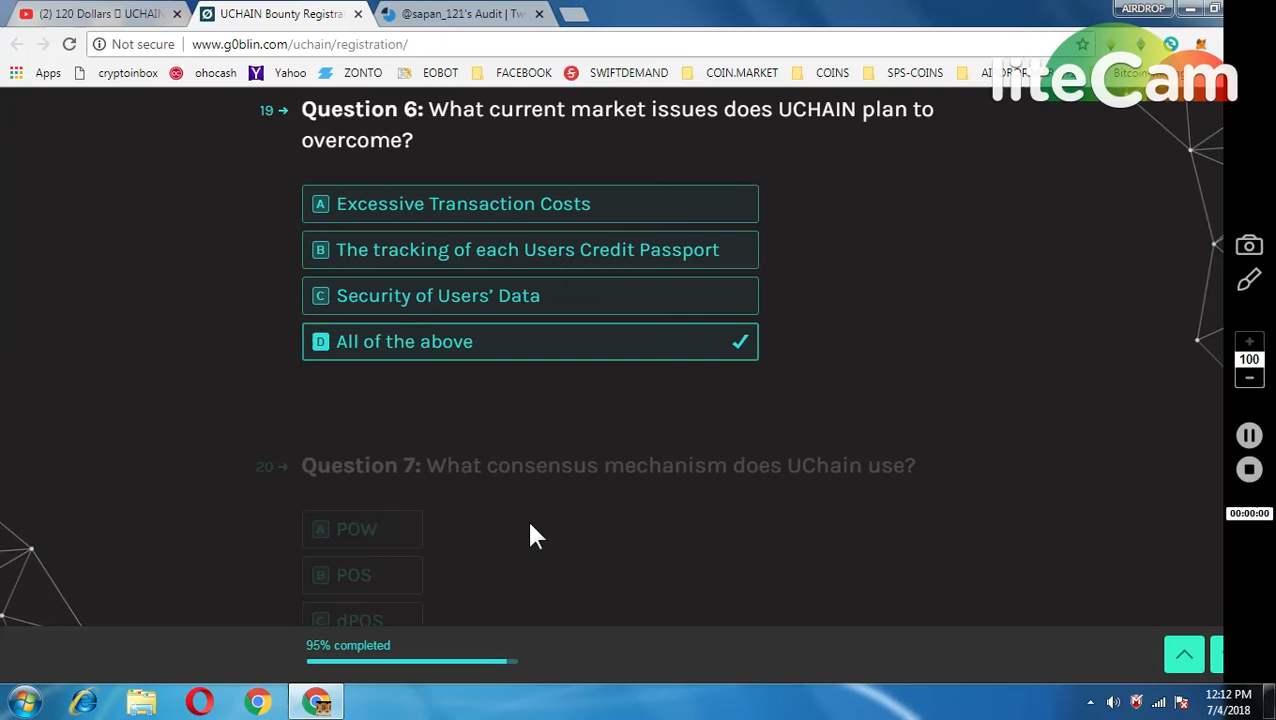 (2) 120 Dollars UCHAIN
UCHAIN Bounty Registra
@sapan_121's Audit | Tw
AIRDROP
Not secure
www.g0blin.com/uchain/registration/
Apps
cryptoinbox
ohocash
Yahoo
ZONE
EOBOT
FACEBOOK
SWIFTDEMAND
COIN.MARKET
COINS
SPS-COINS
liteCam
19 Question 6: What current market issues does UCHAIN plan to
overcome?
A Excessive Transaction Costs
B The tracking of each Users Credit Passport
C Security of Users’ Data
D All of the above
100
20 Question 7: What consensus mechanism does UChain use?
A POW
B POS
C dPOS
00:00:00
95% completed
12:12 PM
7/4/2018